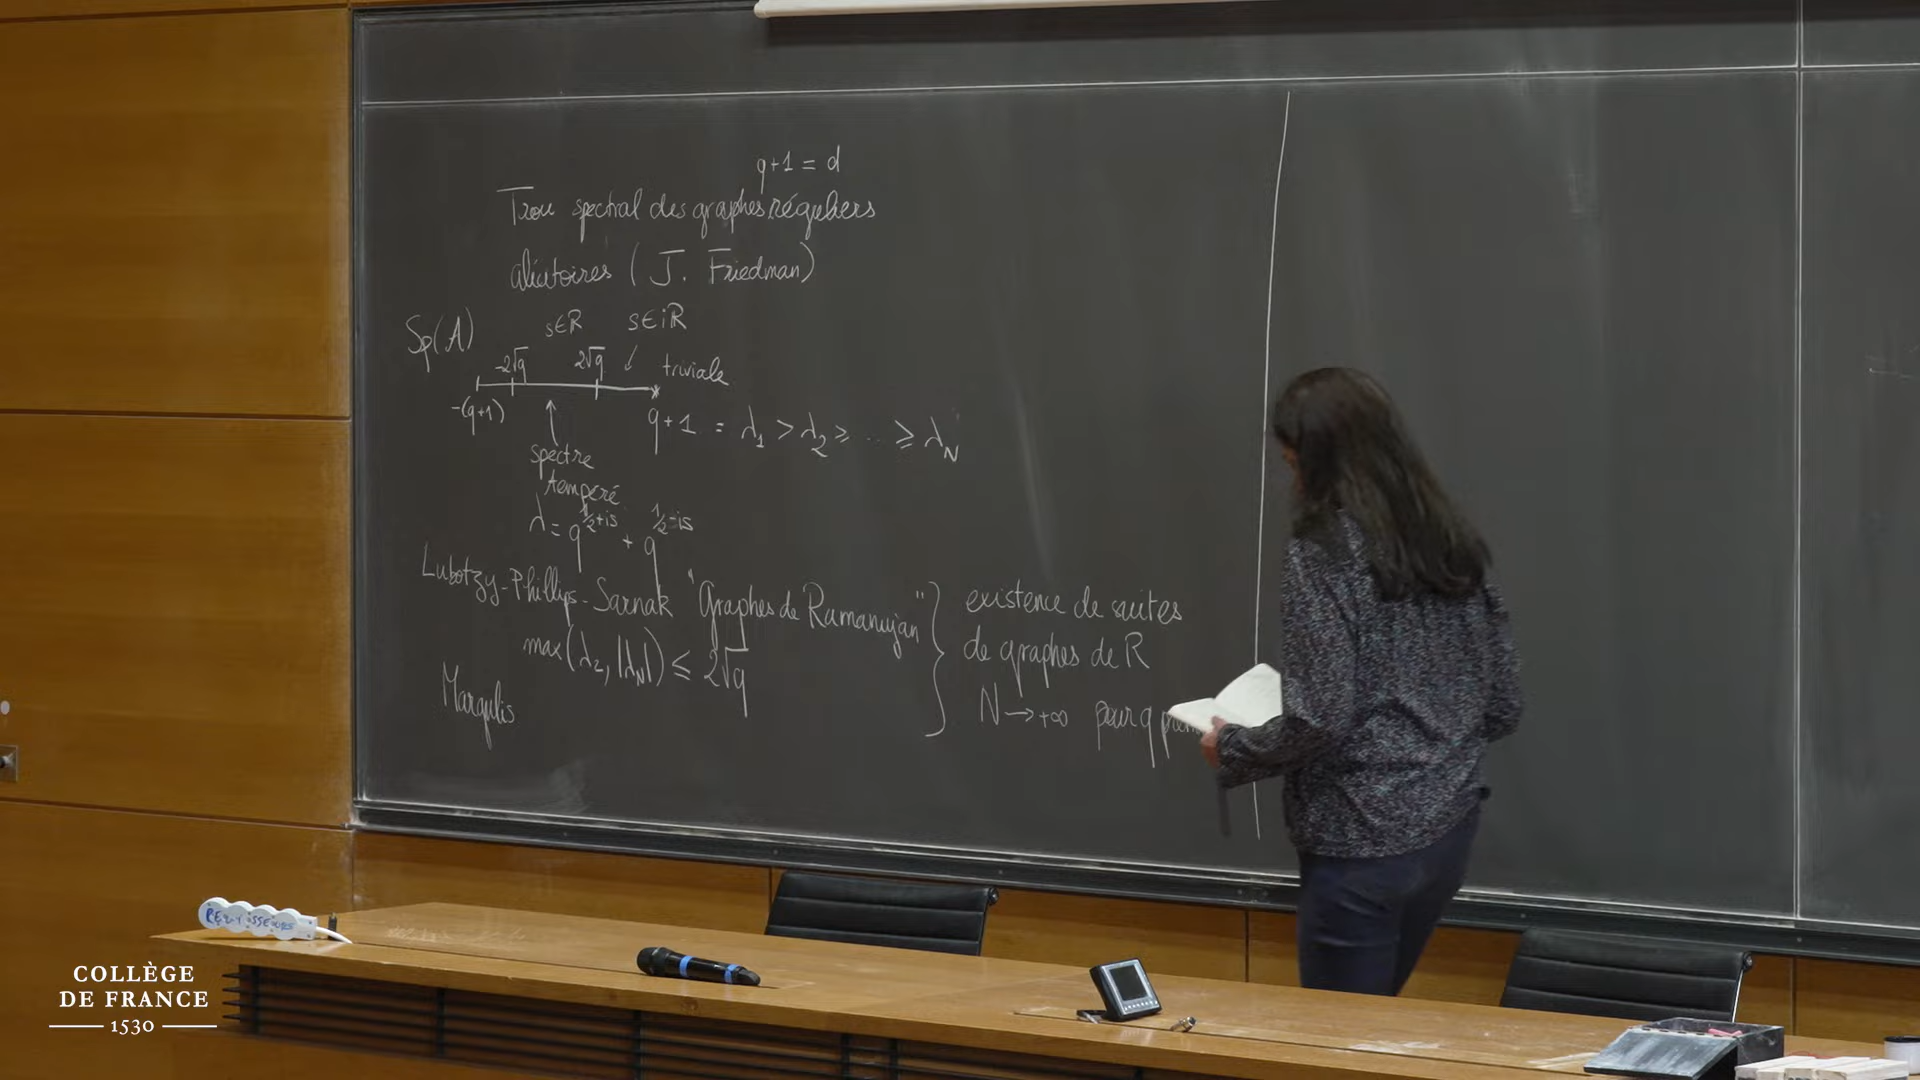 q+1 = d
Trou spectral des graphes réguliers
aléatoires (J. Friedman)
Sp(A)
s∈R
s∈iR
-2√q
2√q
triviale
-(q+1)
q+1 = λ₁ > λ₂ ≥ ... ≥ λ_N
spectre
tempéré
λ = q^{1/2+is} + q^{1/2-is}
Lubotzy-Phillips-Sarnak "Graphes de Ramanujan"
max(λ₂, |λ_N|) ≤ 2√q
Margulis
existence de suites
de graphes de R
N → +∞ pour q
COLLÈGE
DE FRANCE
1530